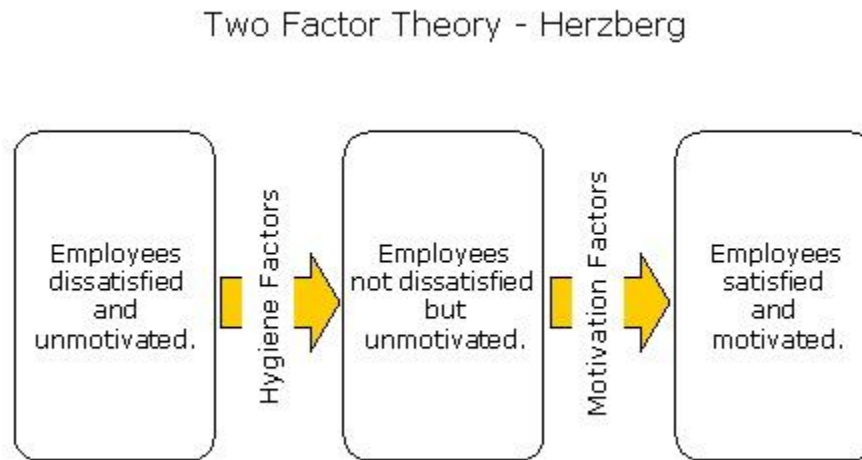 Two Factor Theory - Herzberg
Employees
dissatisfied
and
unmotivated.
Hygiene Factors
Employees
not dissatisfied
but
unmotivated.
Motivation Factors
Employees
satisfied
and
motivated.